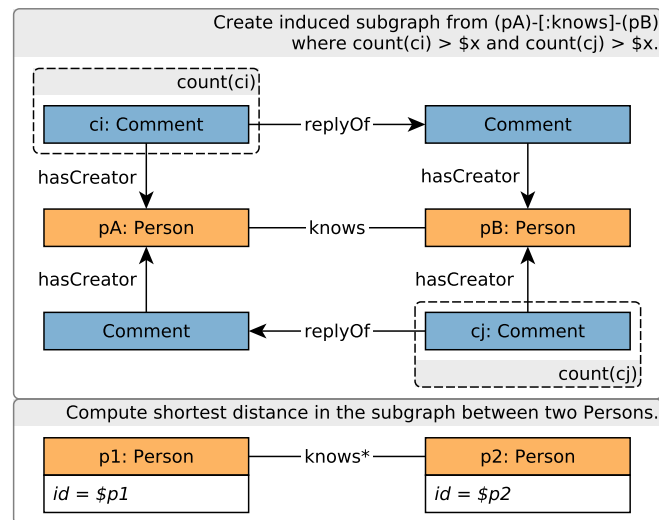 Create induced subgraph from (pA)-[:knows]-(pB)
where count(ci) > $x and count(cj) > $x.
count(ci)
ci: Comment
replyOf
Comment
hasCreator
hasCreator
pA: Person
knows
pB: Person
hasCreator
hasCreator
Comment
replyOf
cj: Comment
count(cj)
Compute shortest distance in the subgraph between two Persons.
p1: Person
knows*
p2: Person
id = $p1
id = $p2